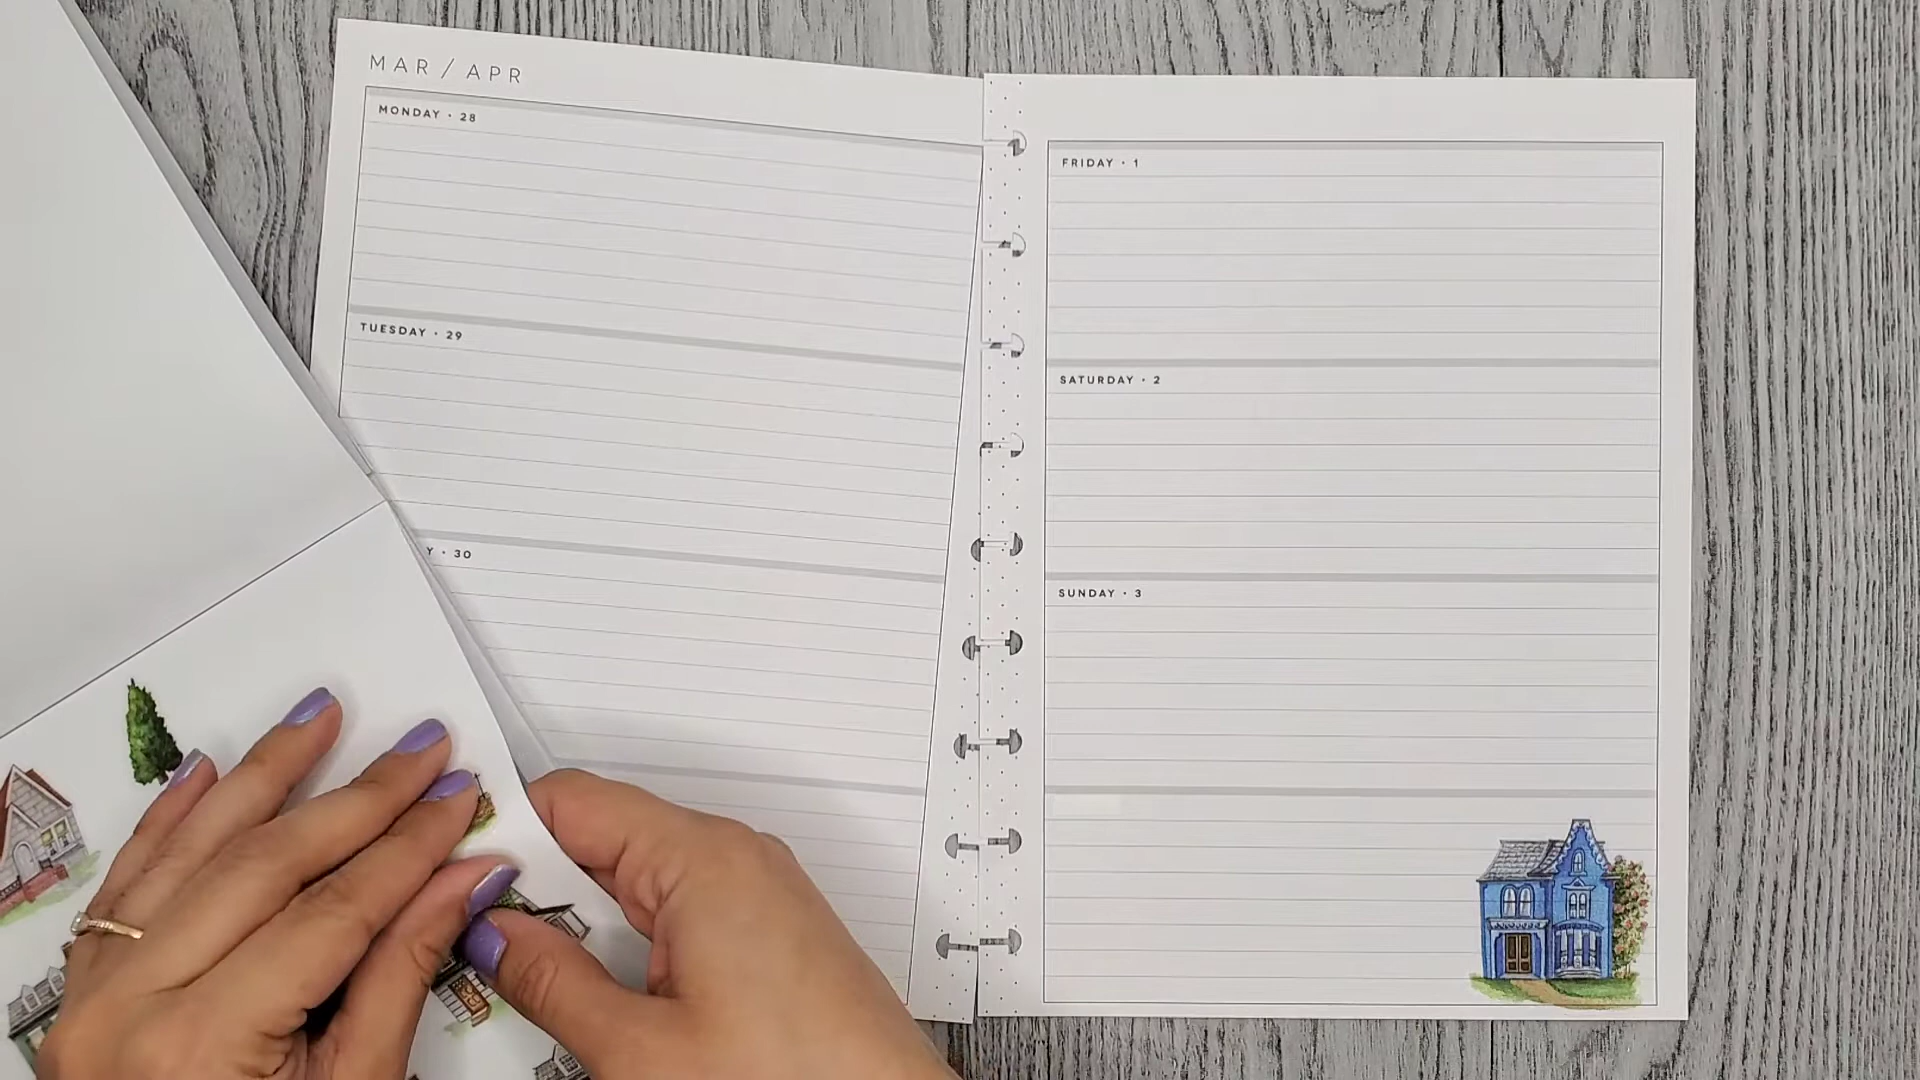 MAR / APR
MONDAY · 28
TUESDAY · 29
Y · 30
FRIDAY · 1
SATURDAY · 2
SUNDAY · 3